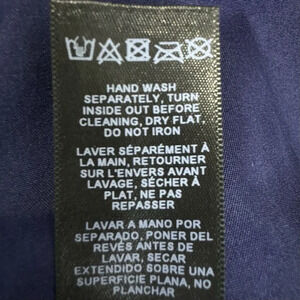 HAND WASH
SEPARATELY, TURN
INSIDE OUT BEFORE
CLEANING, DRY FLAT,
DO NOT IRON
LAVER SÉPARÉMENT À
LA MAIN, RETOURNER
SUR L'ENVERS AVANT
LAVAGE, SÉCHER À
PLAT, NE PAS
REPASSER
LAVAR A MANO POR
SEPARADO, PONER DEL
REVÉS ANTES DE
LAVAR, SECAR
EXTENDIDO SOBRE UNA
SUPERFICIE PLANA, NO
PLANCHAR